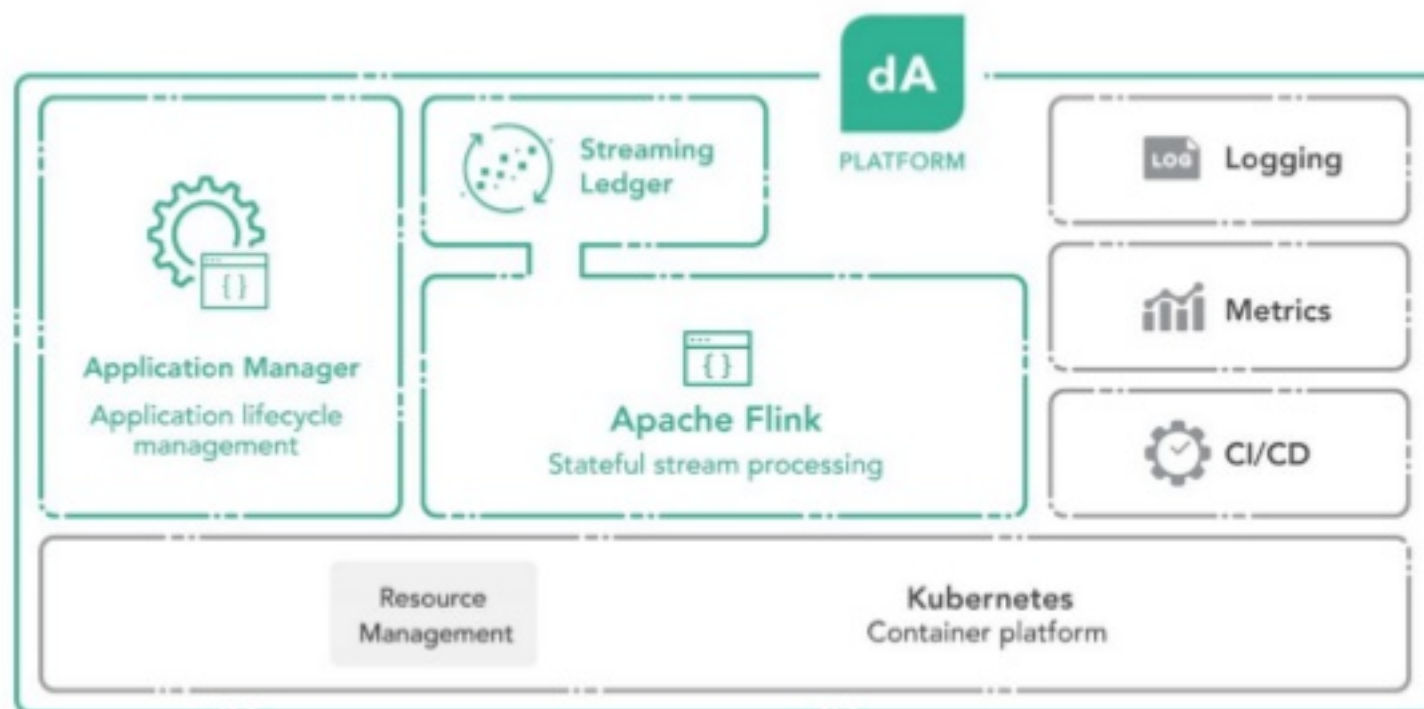 dA
PLATFORM
Streaming
Ledger
LOG
Logging
{ }
Metrics
Application Manager
Application lifecycle
management
{ }
Apache Flink
Stateful stream processing
CI/CD
Resource
Management
Kubernetes
Container platform